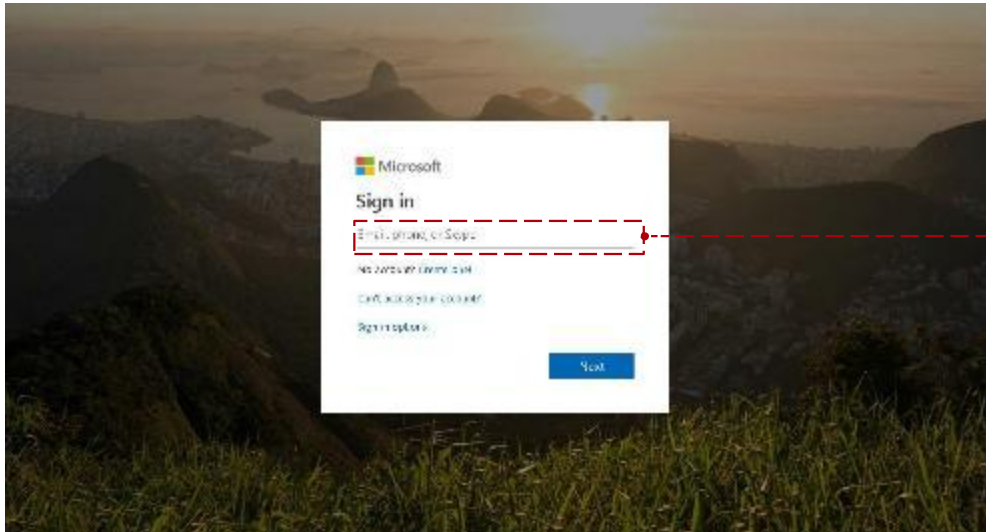 Microsoft
Sign in
Email, phone, or Skype
No account? Create one!
Can't access your account?
Sign in options
Next